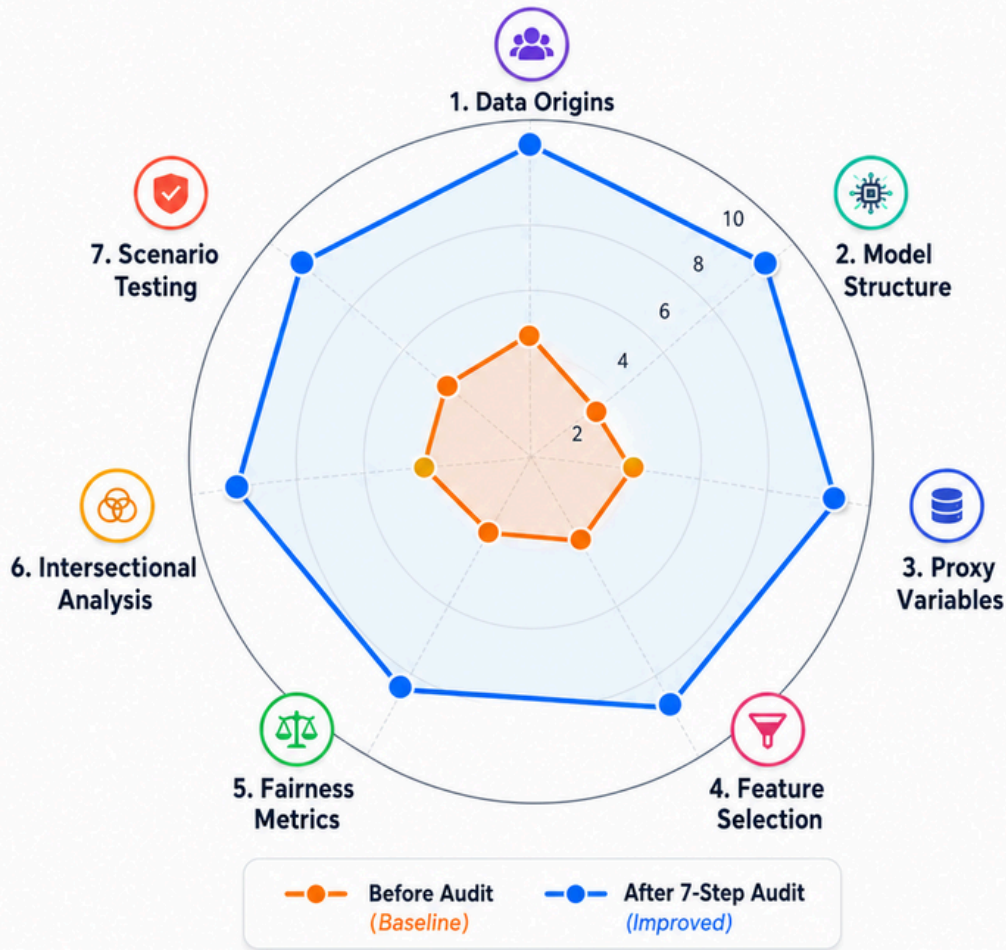 1. Data Origins
10
8
6
4
2
2. Model
Structure
3. Proxy
Variables
4. Feature
Selection
5. Fairness
Metrics
6. Intersectional
Analysis
7. Scenario
Testing
Before Audit
(Baseline)
After 7-Step Audit
(Improved)